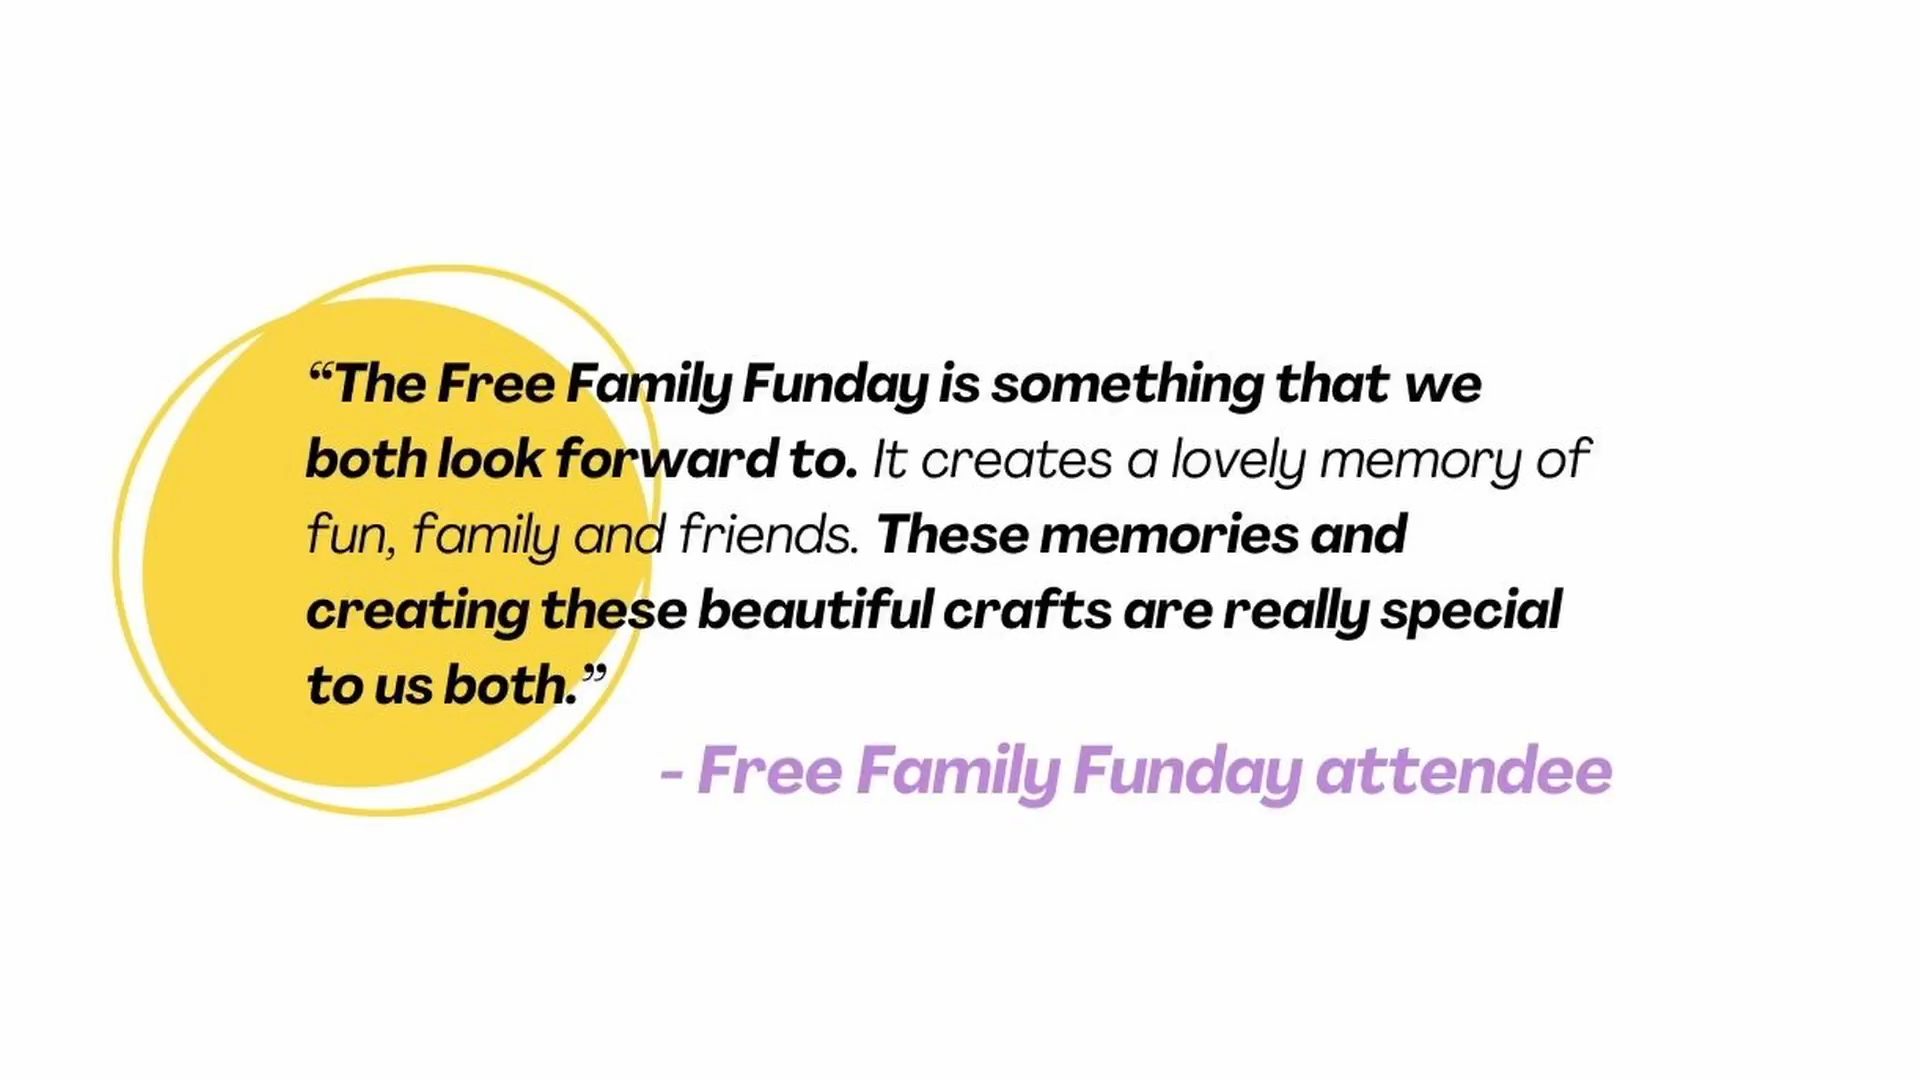 “The Free Family Funday is something that we
both look forward to. It creates a lovely memory of
fun, family and friends. These memories and
creating these beautiful crafts are really special
to us both.”
- Free Family Funday attendee